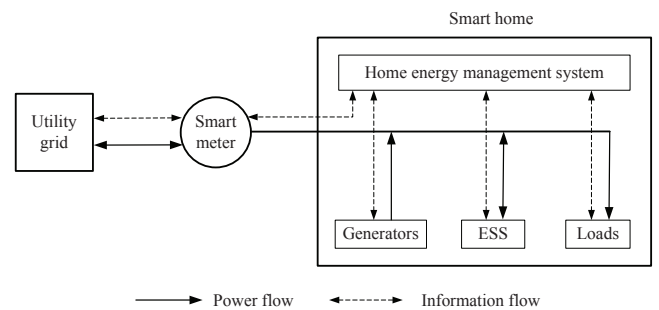 Smart home
Home energy management system
Utility
grid
Smart
meter
Generators
ESS
Loads
Power flow
Information flow